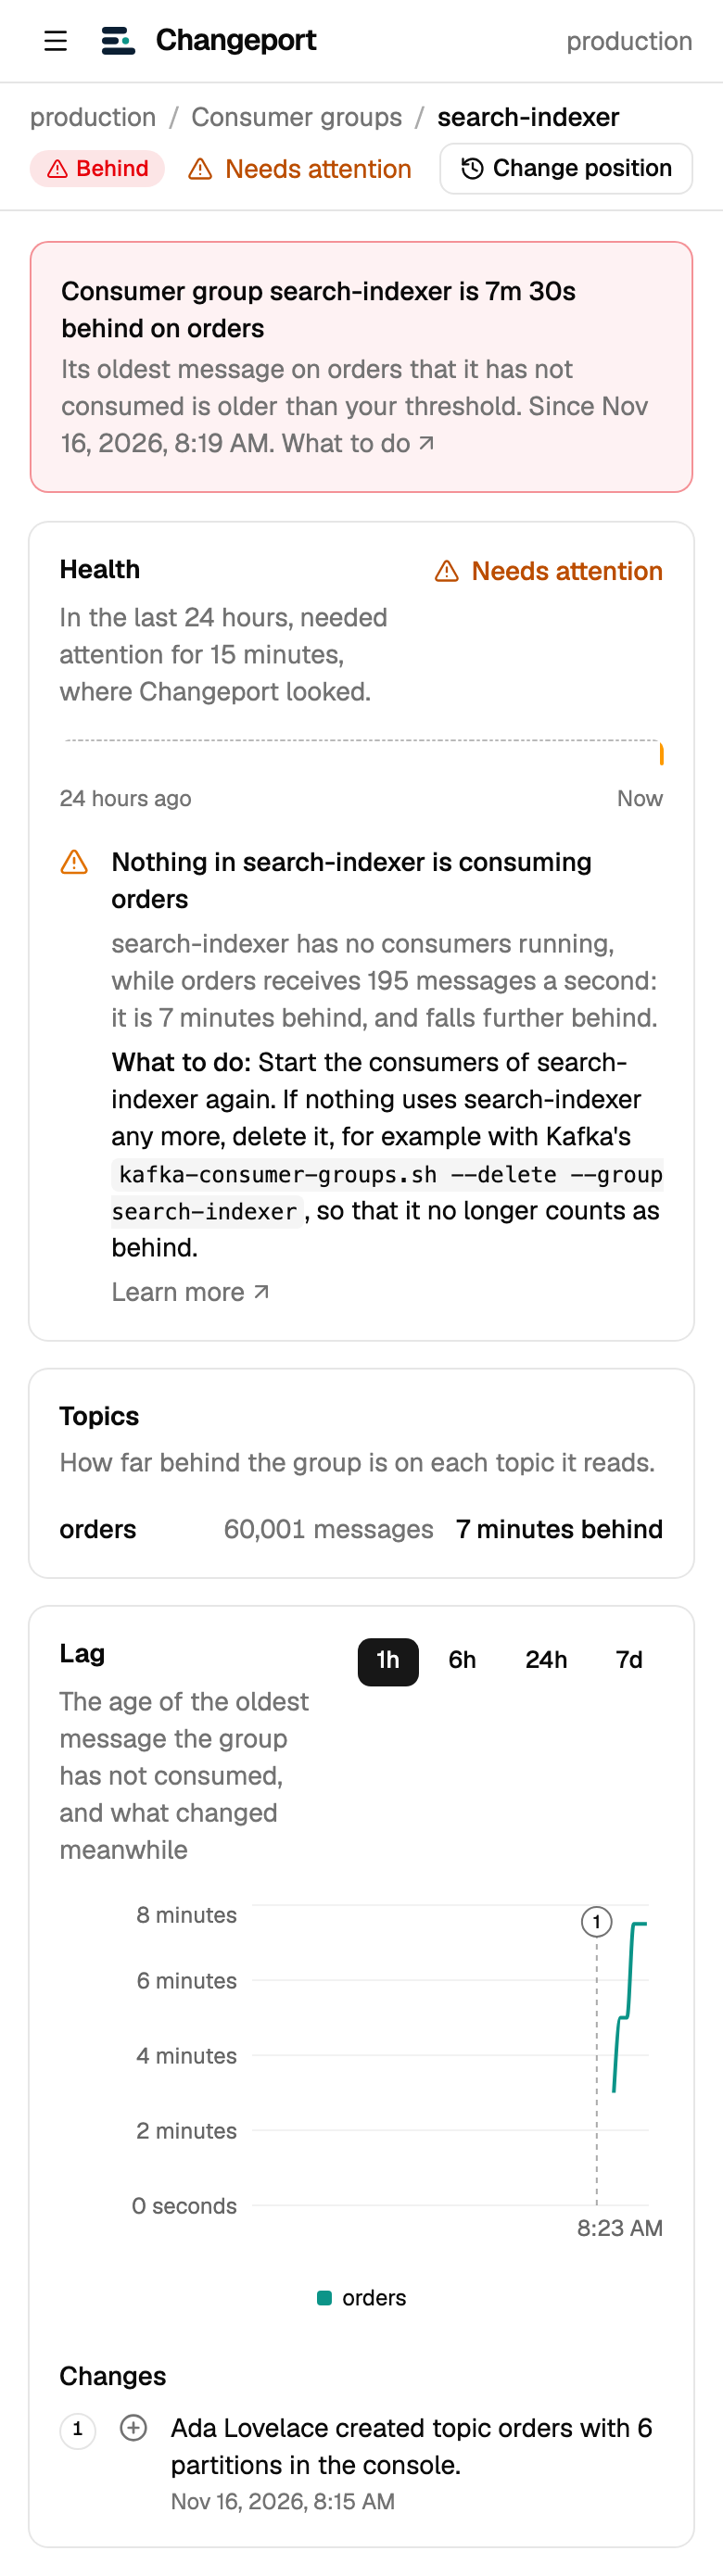 Changeport
production
production / Consumer groups / search-indexer
Behind
Needs attention
Change position
Consumer group search-indexer is 7m 30s
behind on orders
Its oldest message on orders that it has not
consumed is older than your threshold. Since Nov
16, 2026, 8:19 AM. What to do ↗
Health
Needs attention
In the last 24 hours, needed
attention for 15 minutes,
where Changeport looked.
24 hours ago
Now
Nothing in search-indexer is consuming
orders
search-indexer has no consumers running,
while orders receives 195 messages a second:
it is 7 minutes behind, and falls further behind.
What to do: Start the consumers of search-
indexer again. If nothing uses search-indexer
any more, delete it, for example with Kafka's
kafka-consumer-groups.sh --delete --group
search-indexer, so that it no longer counts as
behind.
Learn more ↗
Topics
How far behind the group is on each topic it reads.
orders 60,001 messages 7 minutes behind
Lag
1h 6h 24h 7d
The age of the oldest
message the group
has not consumed,
and what changed
meanwhile
8 minutes
1
6 minutes
4 minutes
2 minutes
0 seconds
8:23 AM
orders
Changes
1
Ada Lovelace created topic orders with 6
partitions in the console.
Nov 16, 2026, 8:15 AM